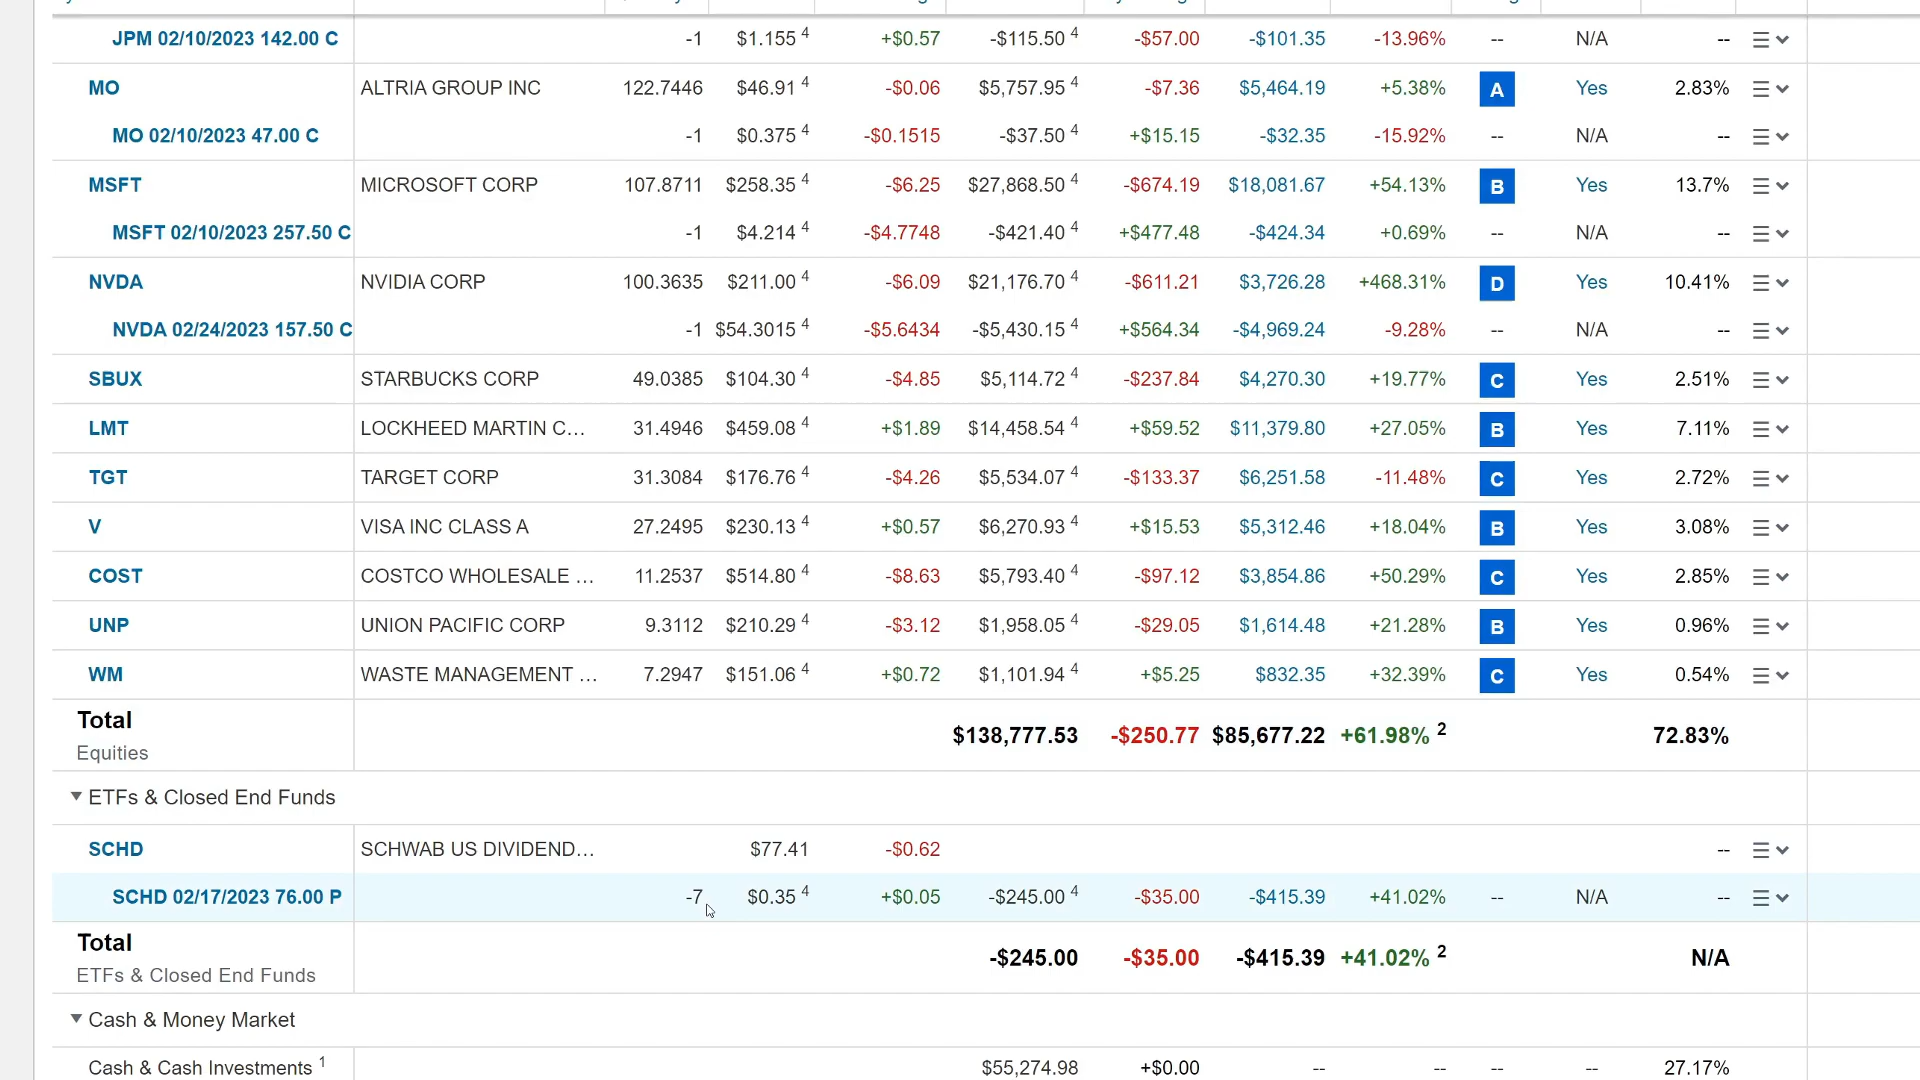 JPM 02/10/2023 142.00 C -1 $1.155 4 +$0.57 -$115.50 4 -$57.00 -$101.35 -13.96% -- N/A --
MO ALTRIA GROUP INC 122.7446 $46.91 4 -$0.06 $5,757.95 4 -$7.36 $5,464.19 +5.38% A Yes 2.83%
MO 02/10/2023 47.00 C -1 $0.375 4 -$0.1515 -$37.50 4 +$15.15 -$32.35 -15.92% -- N/A --
MSFT MICROSOFT CORP 107.8711 $258.35 4 -$6.25 $27,868.50 4 -$674.19 $18,081.67 +54.13% B Yes 13.7%
MSFT 02/10/2023 257.50 C -1 $4.214 4 -$4.7748 -$421.40 4 +$477.48 -$424.34 +0.69% -- N/A --
NVDA NVIDIA CORP 100.3635 $211.00 4 -$6.09 $21,176.70 4 -$611.21 $3,726.28 +468.31% D Yes 10.41%
NVDA 02/24/2023 157.50 C -1 $54.3015 4 -$5.6434 -$5,430.15 4 +$564.34 -$4,969.24 -9.28% -- N/A --
SBUX STARBUCKS CORP 49.0385 $104.30 4 -$4.85 $5,114.72 4 -$237.84 $4,270.30 +19.77% C Yes 2.51%
LMT LOCKHEED MARTIN C... 31.4946 $459.08 4 +$1.89 $14,458.54 4 +$59.52 $11,379.80 +27.05% B Yes 7.11%
TGT TARGET CORP 31.3084 $176.76 4 -$4.26 $5,534.07 4 -$133.37 $6,251.58 -11.48% C Yes 2.72%
V VISA INC CLASS A 27.2495 $230.13 4 +$0.57 $6,270.93 4 +$15.53 $5,312.46 +18.04% B Yes 3.08%
COST COSTCO WHOLESALE ... 11.2537 $514.80 4 -$8.63 $5,793.40 4 -$97.12 $3,854.86 +50.29% C Yes 2.85%
UNP UNION PACIFIC CORP 9.3112 $210.29 4 -$3.12 $1,958.05 4 -$29.05 $1,614.48 +21.28% B Yes 0.96%
WM WASTE MANAGEMENT ... 7.2947 $151.06 4 +$0.72 $1,101.94 4 +$5.25 $832.35 +32.39% C Yes 0.54%
Total $138,777.53 -$250.77 $85,677.22 +61.98% 2 72.83%
Equities
ETFs & Closed End Funds
SCHD SCHWAB US DIVIDEND... $77.41 -$0.62 --
SCHD 02/17/2023 76.00 P -7 $0.35 4 +$0.05 -$245.00 4 -$35.00 -$415.39 +41.02% -- N/A --
Total -$245.00 -$35.00 -$415.39 +41.02% 2 N/A
ETFs & Closed End Funds
Cash & Money Market
Cash & Cash Investments 1 $55,274.98 +$0.00 -- -- -- -- 27.17%